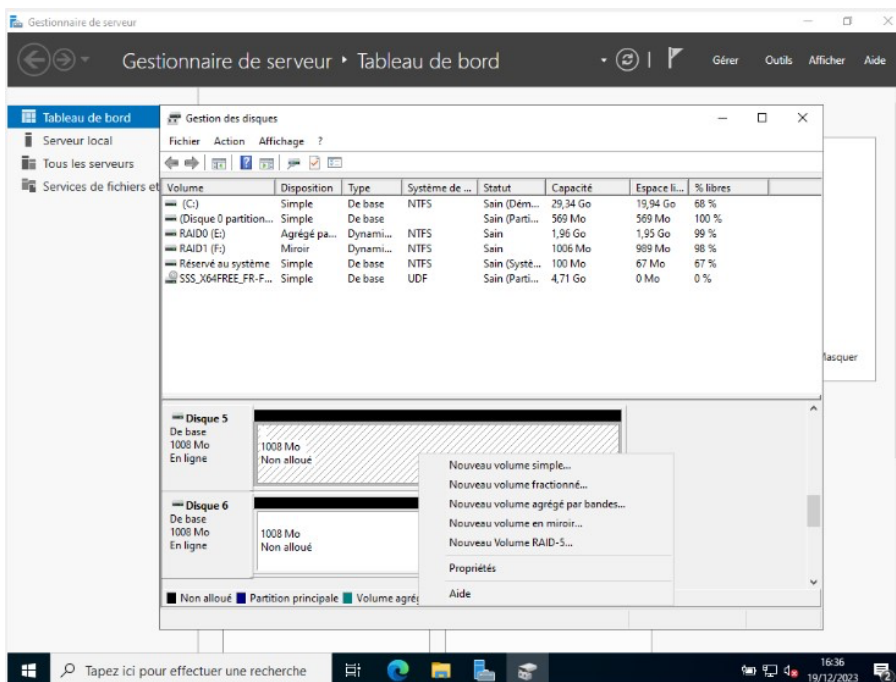 Gestionnaire de serveur
Gestionnaire de serveur ‣ Tableau de bord
Gérer Outils Afficher Aide
Tableau de bord
Serveur local
Tous les serveurs
Services de fichiers et
Gestion des disques
Fichier Action Affichage ?
Volume Disposition Type Système de ... Statut Capacité Espace li... % libres
(C:) Simple De base NTFS Sain (Dém... 29,34 Go 19,94 Go 68 %
(Disque 0 partition... Simple De base Sain (Parti... 569 Mo 569 Mo 100 %
RAID0 (E:) Agrégé pa... Dynami... NTFS Sain 1,96 Go 1,95 Go 99 %
RAID1 (F:) Miroir Dynami... NTFS Sain 1006 Mo 989 Mo 98 %
Réservé au système Simple De base NTFS Sain (Systè... 100 Mo 67 Mo 67 %
SSS_X64FREE_FR-F... Simple De base UDF Sain (Parti... 4,71 Go 0 Mo 0 %
Masquer
Disque 5
De base
1008 Mo
En ligne
1008 Mo
Non alloué
Nouveau volume simple...
Nouveau volume fractionné...
Nouveau volume agrégé par bandes...
Nouveau volume en miroir...
Nouveau Volume RAID-5...
Propriétés
Aide
Disque 6
De base
1008 Mo
En ligne
1008 Mo
Non alloué
Non alloué Partition principale Volume agrég
Tapez ici pour effectuer une recherche
16:36
19/12/2023